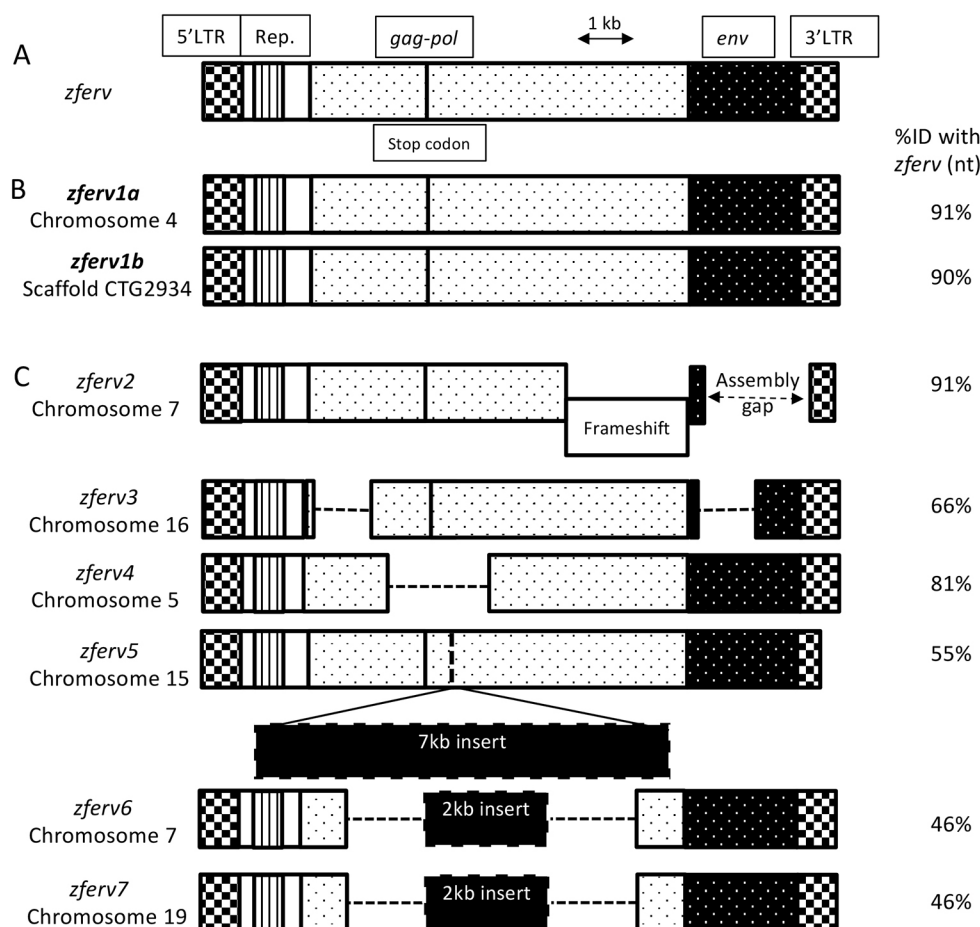 5'LTR Rep. gag-pol 1 kb env 3'LTR
A
zferv
Stop codon
%ID with
zferv (nt)
B
zferv1a
Chromosome 4
91%
zferv1b
Scaffold CTG2934
90%
C
zferv2
Chromosome 7
Frameshift
Assembly
gap
91%
zferv3
Chromosome 16
66%
zferv4
Chromosome 5
81%
zferv5
Chromosome 15
55%
7kb insert
zferv6
Chromosome 7
2kb insert
46%
zferv7
Chromosome 19
2kb insert
46%